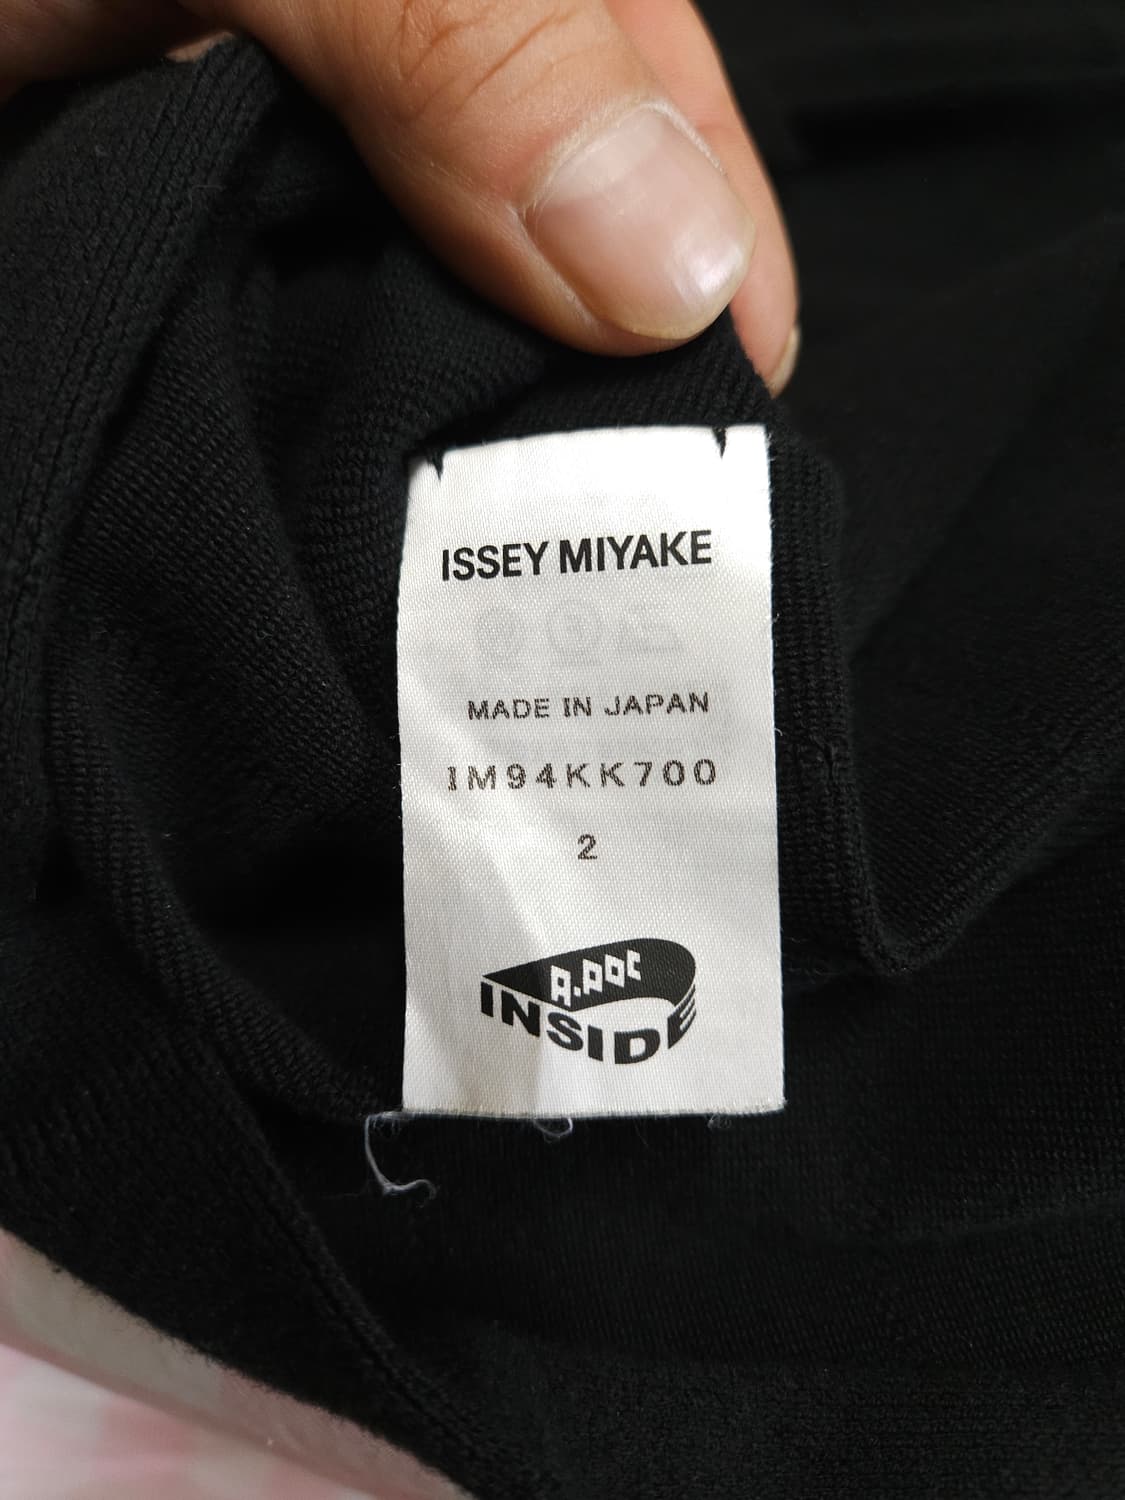 ISSEY MIYAKE
MADE IN JAPAN
IM94KK700
2
A.POC
INSIDE